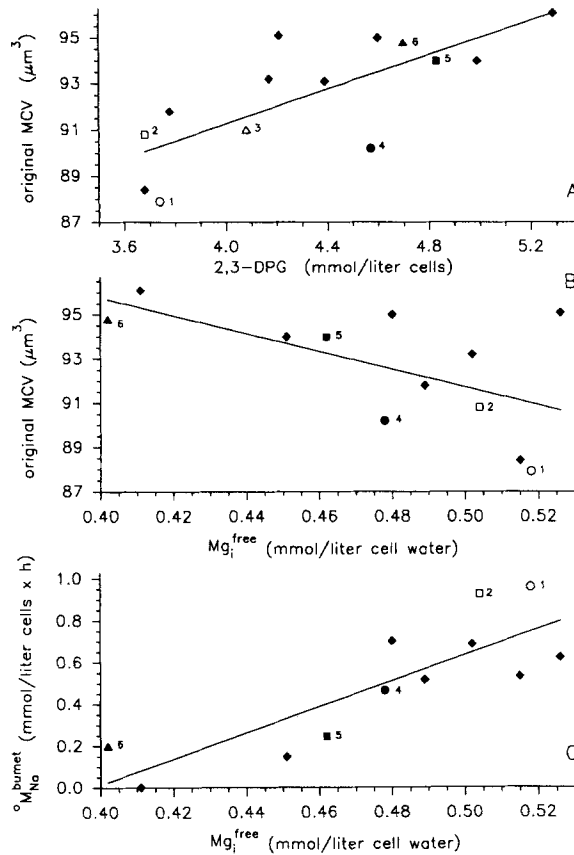 original MCV (μm³)
95
93
91
89
87
6
5
2
3
4
1
A
3.6 4.0 4.4 4.8 5.2
2,3-DPG (mmol/liter cells)
original MCV (μm³)
95
93
91
89
87
6
5
4
2
1
B
0.40 0.42 0.44 0.46 0.48 0.50 0.52
Mg_i^free (mmol/liter cell water)
°M_Na^bumet (mmol/liter cells x h)
1.0
0.8
0.6
0.4
0.2
0.0
2
1
4
6
5
C
0.40 0.42 0.44 0.46 0.48 0.50 0.52
Mg_i^free (mmol/liter cell water)